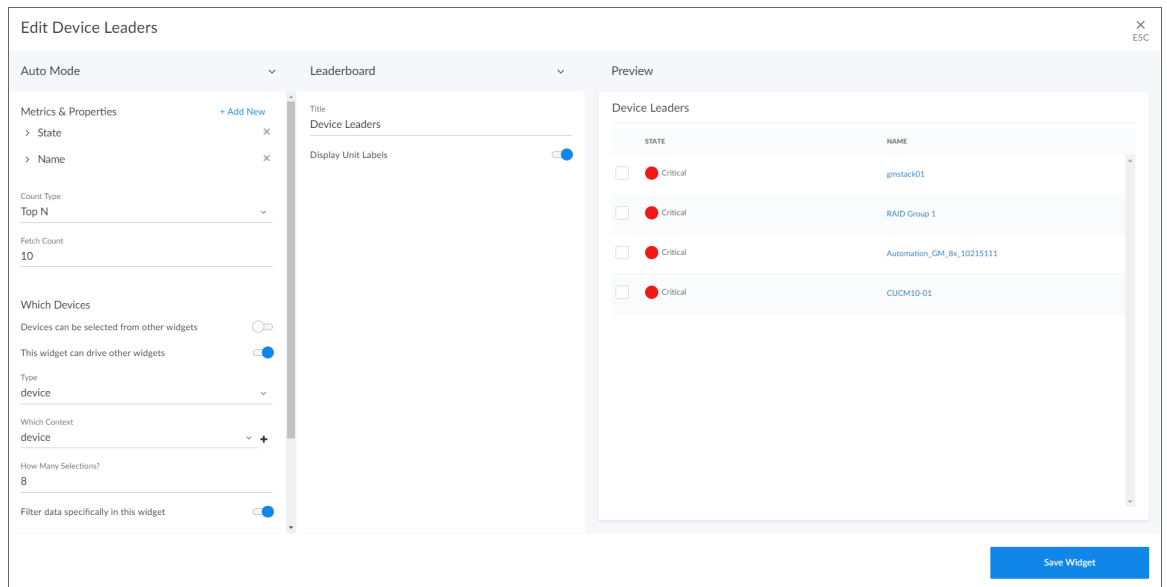 Edit Device Leaders
ESC
Auto Mode
Metrics & Properties + Add New
State
Name
Count Type
Top N
Fetch Count
10
Which Devices
Devices can be selected from other widgets
This widget can drive other widgets
Type
device
Which Context
device
How Many Selections?
8
Filter data specifically in this widget
Leaderboard
Title
Device Leaders
Display Unit Labels
Preview
Device Leaders
STATE NAME
Critical gmstack01
Critical RAID Group 1
Critical Automation_GM_8x_10215111
Critical CUCM10-01
Save Widget